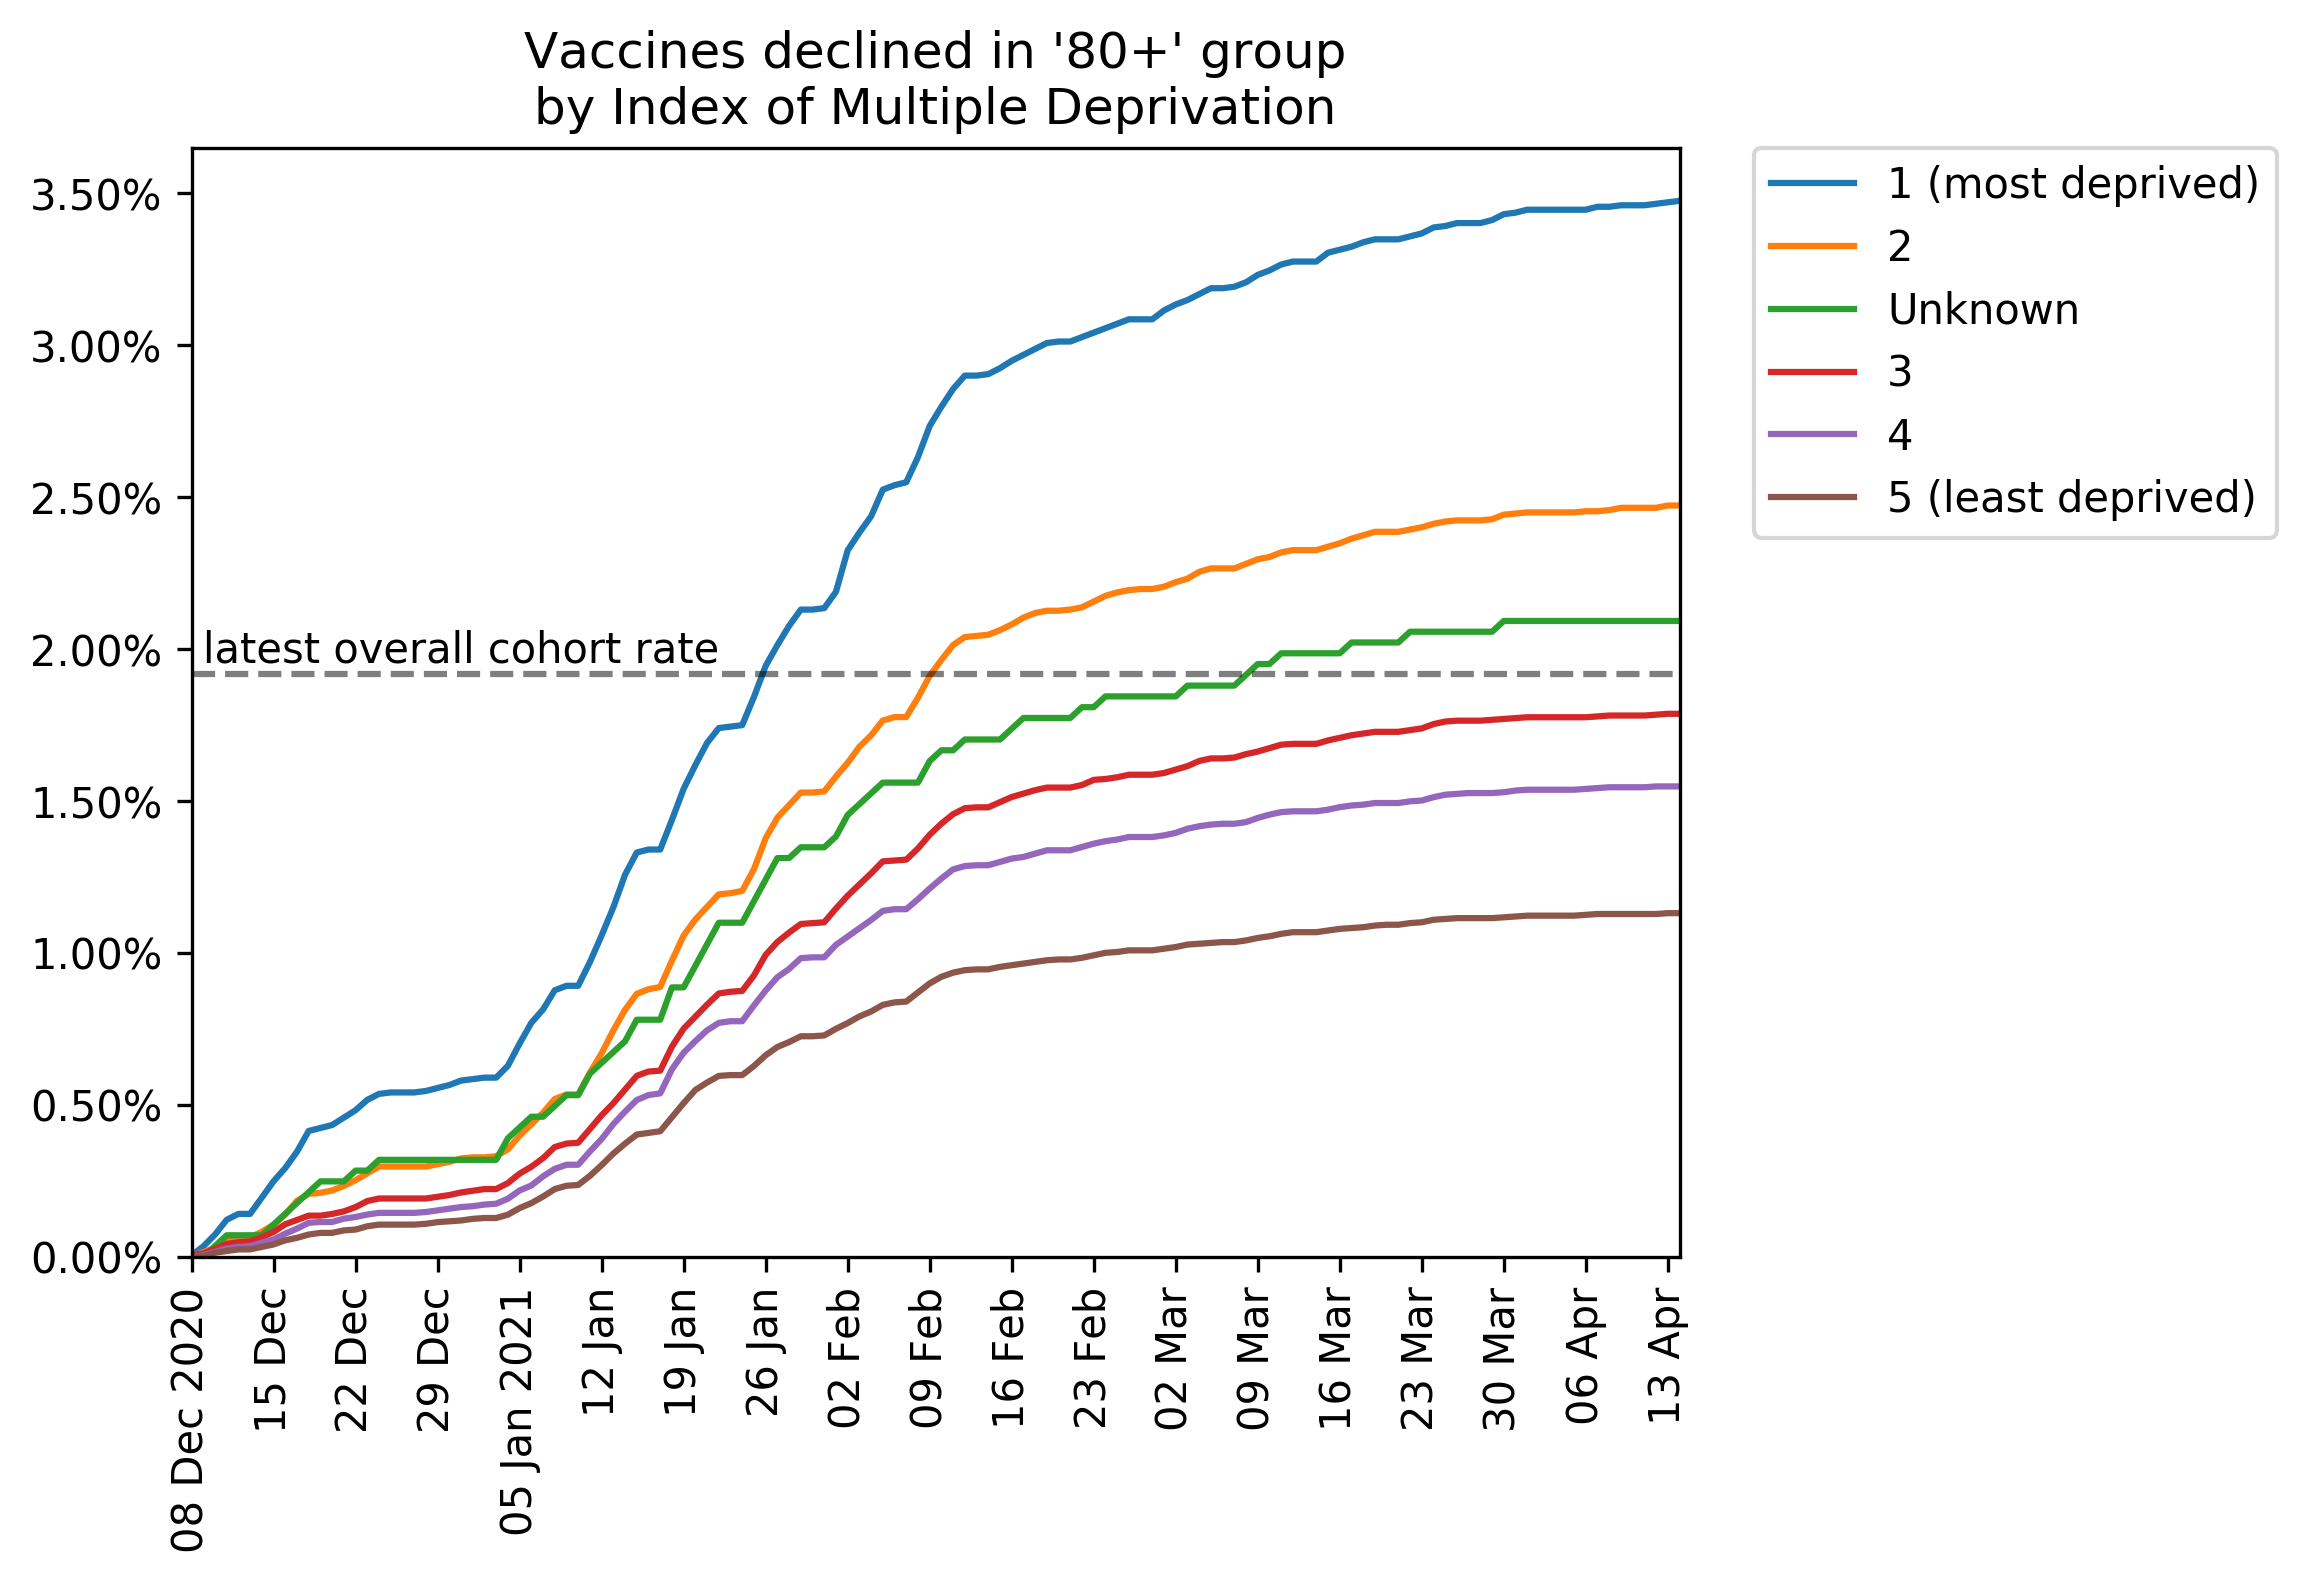 Vaccines declined in '80+' group
by Index of Multiple Deprivation
3.50%
3.00%
2.50%
2.00%
1.50%
1.00%
0.50%
0.00%
latest overall cohort rate
08 Dec 2020
15 Dec
22 Dec
29 Dec
05 Jan 2021
12 Jan
19 Jan
26 Jan
02 Feb
09 Feb
16 Feb
23 Feb
02 Mar
09 Mar
16 Mar
23 Mar
30 Mar
06 Apr
13 Apr
1 (most deprived)
2
Unknown
3
4
5 (least deprived)